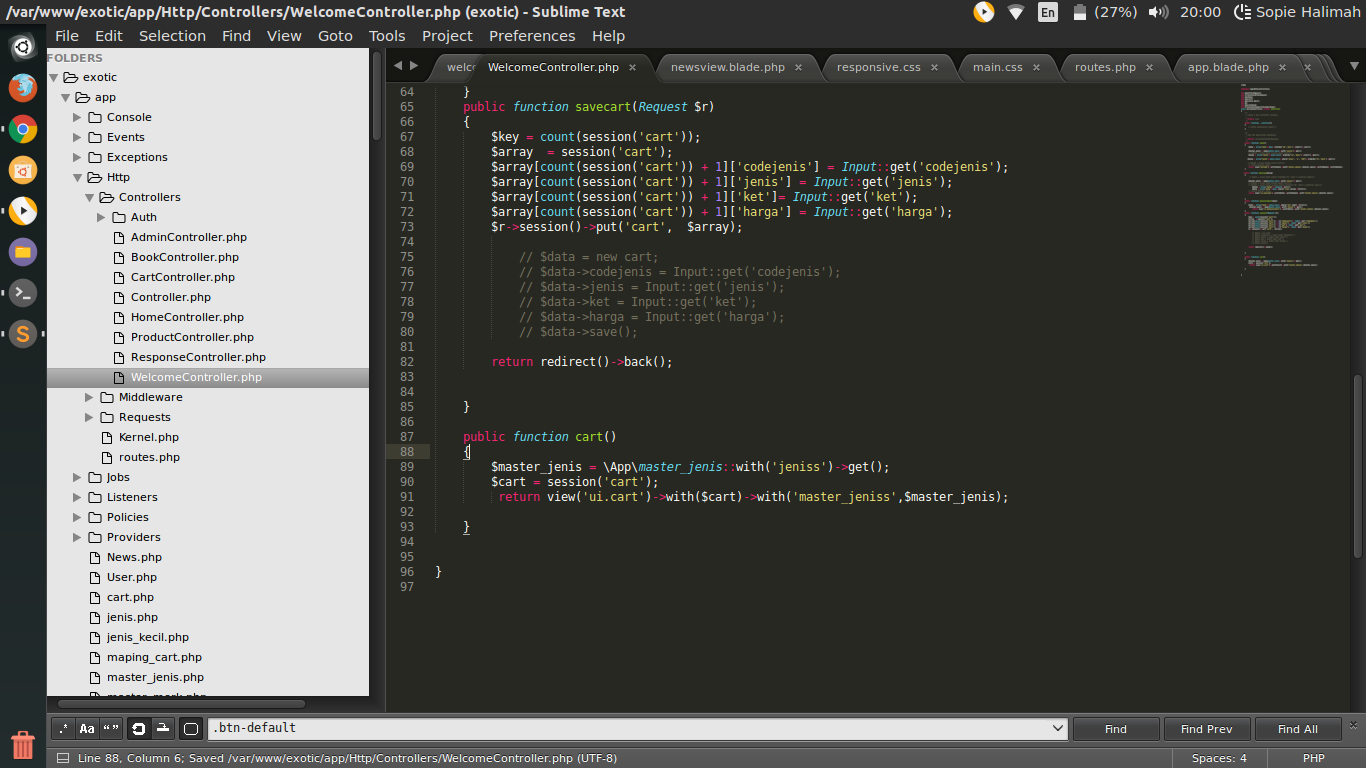 /var/www/exotic/app/Http/Controllers/WelcomeController.php (exotic) - Sublime Text
En (27%) 20:00 Sopie Halimah
File Edit Selection Find View Goto Tools Project Preferences Help
FOLDERS
exotic
app
Console
Events
Exceptions
Http
Controllers
Auth
AdminController.php
BookController.php
CartController.php
Controller.php
HomeController.php
ProductController.php
ResponseController.php
WelcomeController.php
Middleware
Requests
Kernel.php
routes.php
Jobs
Listeners
Policies
Providers
News.php
User.php
cart.php
jenis.php
jenis_kecil.php
maping_cart.php
master_jenis.php
welc WelcomeController.php × newsview.blade.php × responsive.css × main.css × routes.php × app.blade.php × ×
64 }
65 public function savecart(Request $r)
66 {
67 $key = count(session('cart'));
68 $array  = session('cart');
69 $array[count(session('cart')) + 1]['codejenis'] = Input::get('codejenis');
70 $array[count(session('cart')) + 1]['jenis'] = Input::get('jenis');
71 $array[count(session('cart')) + 1]['ket']= Input::get('ket');
72 $array[count(session('cart')) + 1]['harga'] = Input::get('harga');
73 $r->session()->put('cart',  $array);
74
75 // $data = new cart;
76 // $data->codejenis = Input::get('codejenis');
77 // $data->jenis = Input::get('jenis');
78 // $data->ket = Input::get('ket');
79 // $data->harga = Input::get('harga');
80 // $data->save();
81
82 return redirect()->back();
83
84
85 }
86
87 public function cart()
88 {
89 $master_jenis = \App\master_jenis::with('jeniss')->get();
90 $cart = session('cart');
91 return view('ui.cart')->with($cart)->with('master_jeniss',$master_jenis);
92
93 }
94
95
96 }
97
.* Aa “ ” .btn-default Find Find Prev Find All ×
Line 88, Column 6; Saved /var/www/exotic/app/Http/Controllers/WelcomeController.php (UTF-8) Spaces: 4 PHP